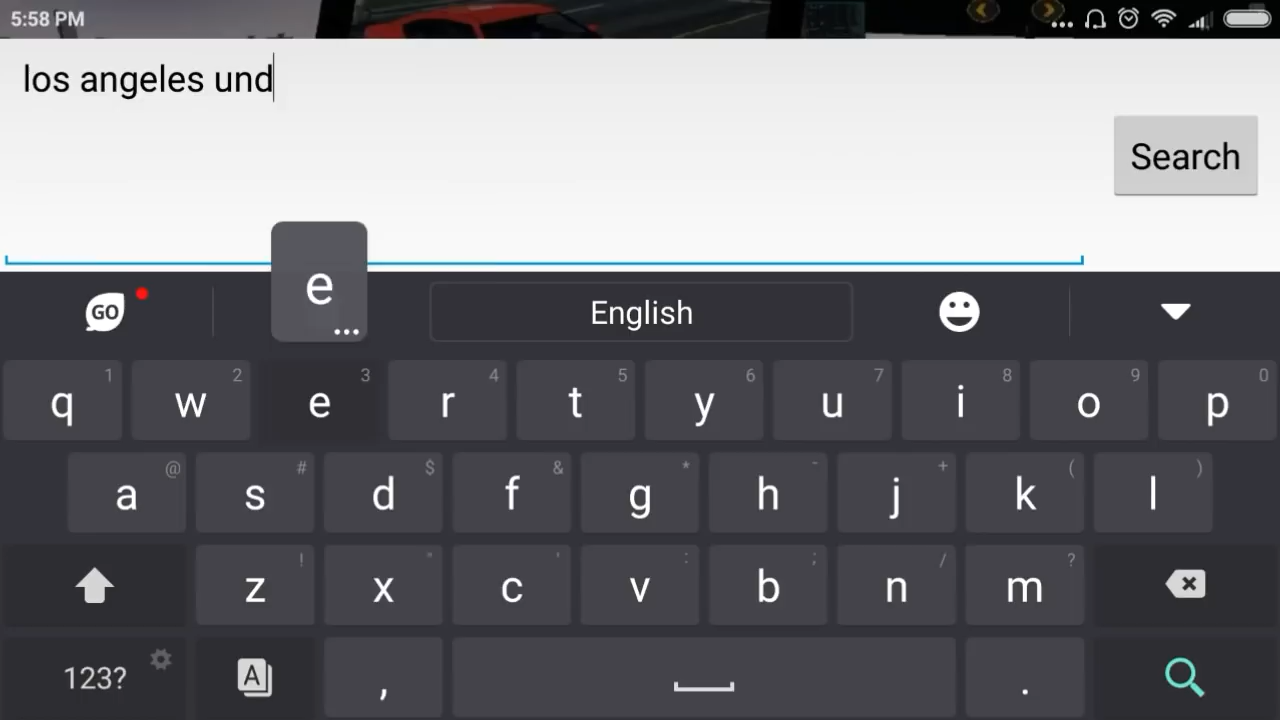 5:58 PM
los angeles und
Search
e
...
GO
English
q 1 w 2 e 3 r 4 t 5 y 6 u 7 i 8 o 9 p 0
a @ s # d $ f & g * h - j + k ( l )
z ! x " c ' v : b ; n / m ?
123? A , .